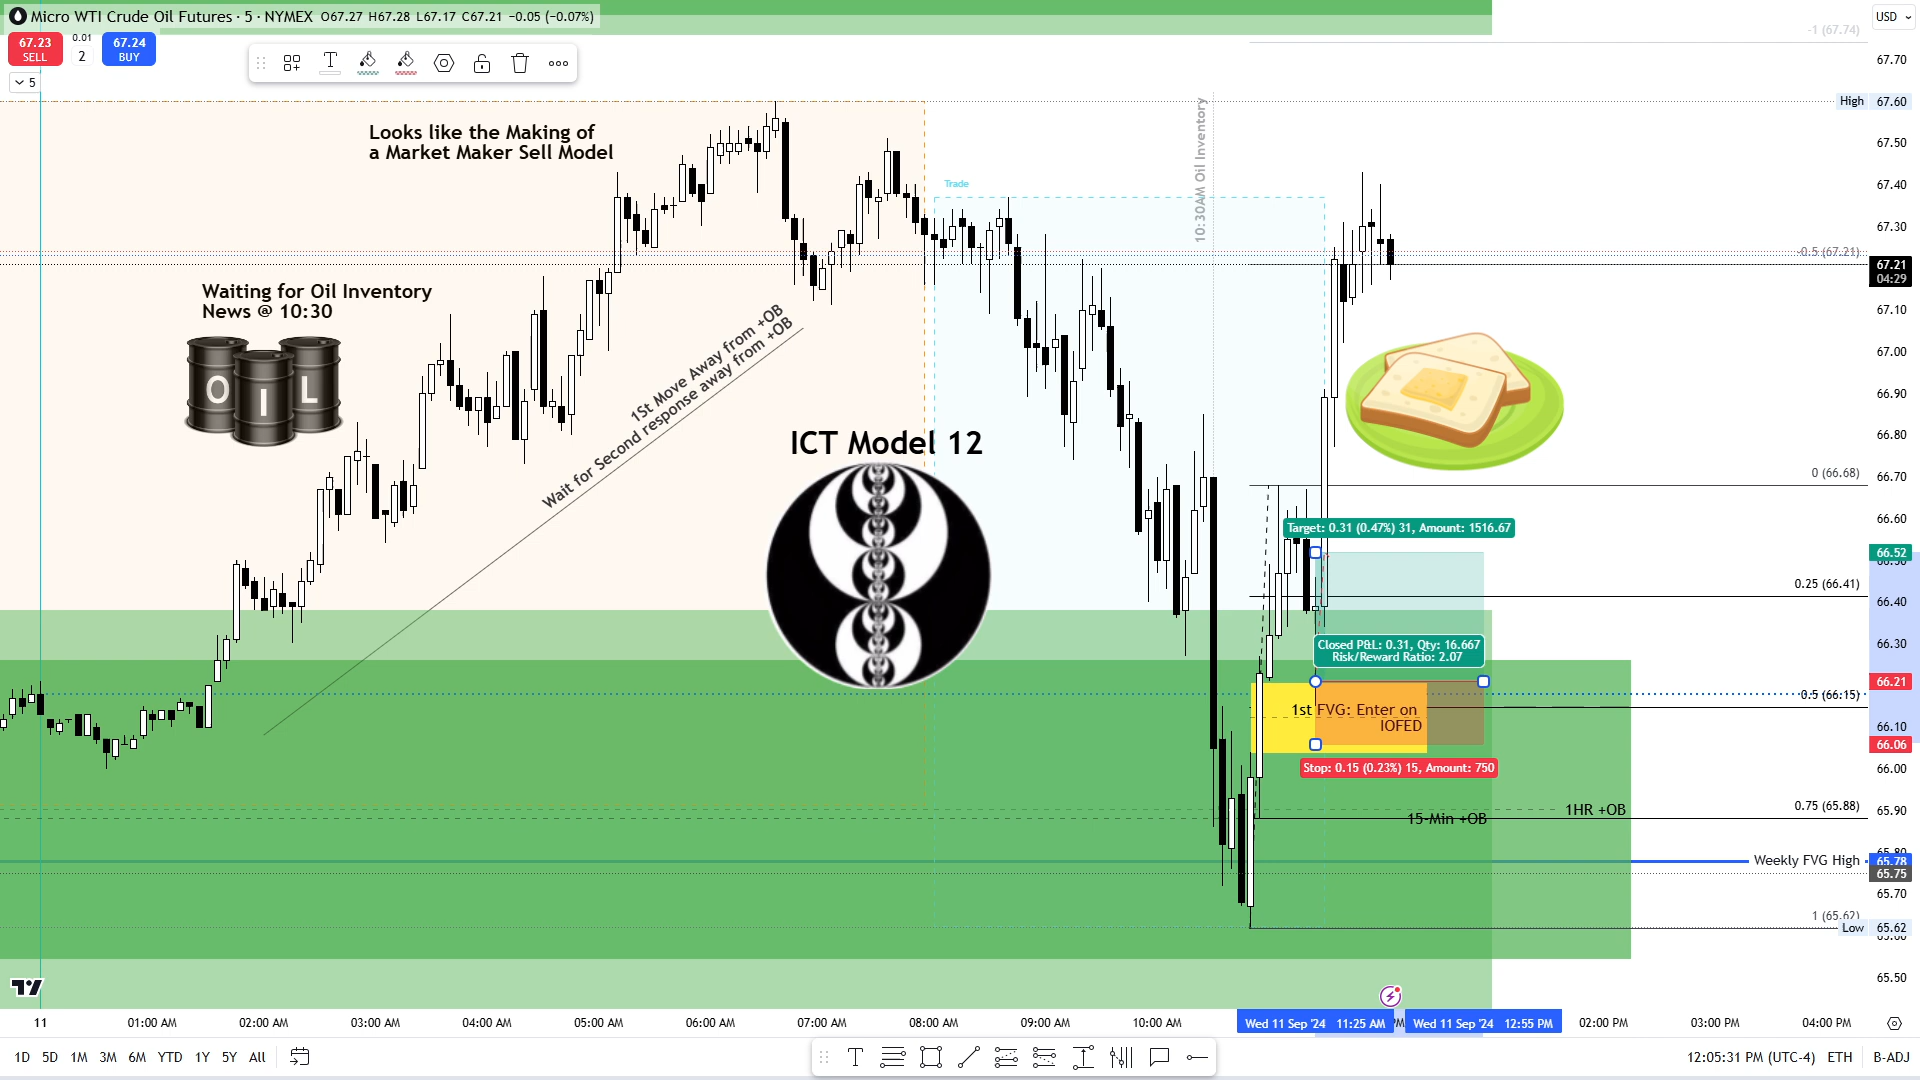 Micro WTI Crude Oil Futures · 5 · NYMEX O67.27 H67.28 L67.17 C67.21 −0.05 (−0.07%)
USD
67.23
SELL
0.01
2
67.24
BUY
5
-1 (67.74)
67.70
High 67.60
Looks like the Making of
a Market Maker Sell Model
67.50
Trade
67.40
10:30AM Oil Inventory
67.30
-0.5 (67.21)
67.21
04:29
Waiting for Oil Inventory
News @ 10:30
67.10
OIL
1St Move Away from +OB
Wait for Second response away from +OB
67.00
66.90
ICT Model 12
66.80
0 (66.68)
66.70
66.60
Target: 0.31 (0.47%) 31, Amount: 1516.67
66.52
66.50
0.25 (66.41)
66.40
Closed P&L: 0.31, Qty: 16.667
Risk/Reward Ratio: 2.07
66.30
66.21
0.5 (66.15)
1st FVG: Enter on
IOFED
66.10
66.06
Stop: 0.15 (0.23%) 15, Amount: 750
66.00
0.75 (65.88)
1HR +OB
65.90
15-Min +OB
65.80
Weekly FVG High
65.78
65.75
65.70
1 (65.62)
Low 65.62
65.60
65.50
11
01:00 AM
02:00 AM
03:00 AM
04:00 AM
05:00 AM
06:00 AM
07:00 AM
08:00 AM
09:00 AM
10:00 AM
Wed 11 Sep '24 11:25 AM
PM
Wed 11 Sep '24 12:55 PM
02:00 PM
03:00 PM
04:00 PM
1D 5D 1M 3M 6M YTD 1Y 5Y All
12:05:31 PM (UTC-4) ETH B-ADJ